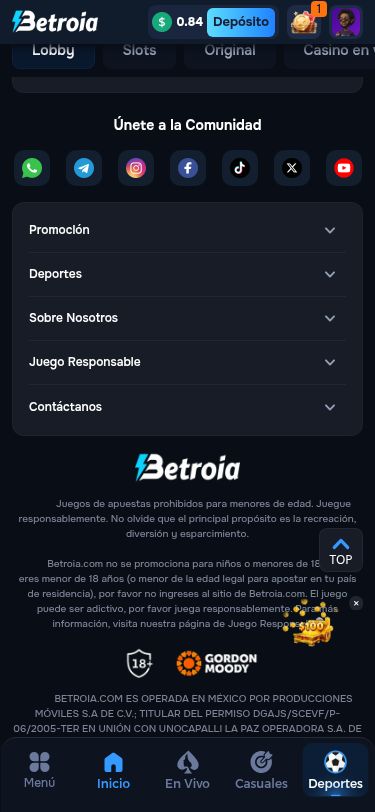 Betroia
$ 0.84 Depósito
1
Lobby Slots Original Casino en v
Únete a la Comunidad
Promoción
Deportes
Sobre Nosotros
Juego Responsable
Contáctanos
Betroia
Juegos de apuestas prohibidos para menores de edad. Juegue
responsablemente. No olvide que el principal propósito es la recreación,
diversión y esparcimiento.
Betroia.com no se promociona para niños o menores de 18
eres menor de 18 años (o menor de la edad legal para apostar en tu país
de residencia), por favor no ingreses al sitio de Betroia.com. El juego
puede ser adictivo, por favor juega responsablemente. Para más
información, visita nuestra página de Juego
TOP
$100
18+ GORDON
MOODY
BETROIA.COM ES OPERADA EN MÉXICO POR PRODUCCIONES
MÓVILES S.A DE C.V.; TITULAR DEL PERMISO DGAJS/SCEVF/P-
06/2005-TER EN UNIÓN CON UNOCAPALLI LA PAZ OPERADORA S.A. DE
Menú Inicio En Vivo Casuales Deportes